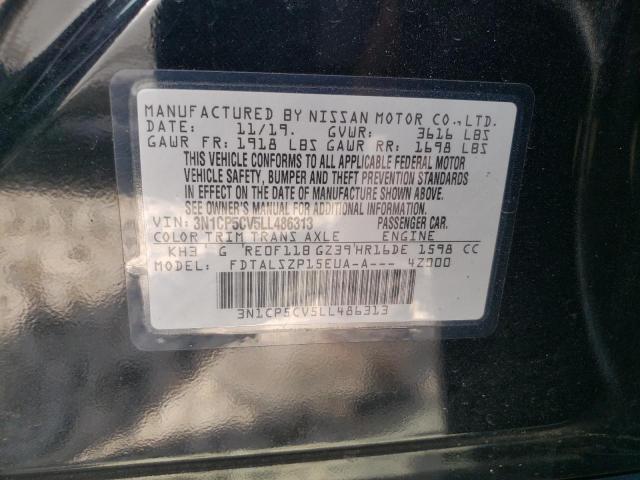 MANUFACTURED BY NISSAN MOTOR CO.,LTD.
DATE: 11/19. GVWR: 3616 LBS
GAWR FR: 1918 LBS GAWR RR: 1698 LBS
THIS VEHICLE CONFORMS TO ALL APPLICABLE FEDERAL MOTOR
VEHICLE SAFETY, BUMPER AND THEFT PREVENTION STANDARDS
IN EFFECT ON THE DATE OF MANUFACTURE SHOWN ABOVE.
SEE OWNER'S MANUAL FOR ADDITIONAL INFORMATION
VIN: 3N1CP5CV5LL486313 PASSENGER CAR.
COLOR TRIM TRANS AXLE ENGINE
KH3 G RE0F11B GZ39 HR16DE 1598 CC
MODEL: FDTALSZP15EUA-A--- 4Z000
3N1CP5CV5LL486313